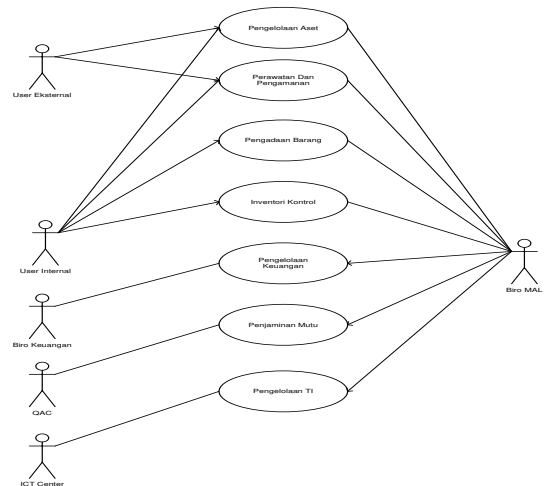 Pengelolaan Aset
Perawatan Dan
Pengamanan
User Eksternal
Pengadaan Barang
Inventori Kontrol
Pengelolaan
Keuangan
User Internal
Biro MAL
Penjaminan Mutu
Biro Keuangan
Pengelolaan TI
QAC
ICT Center